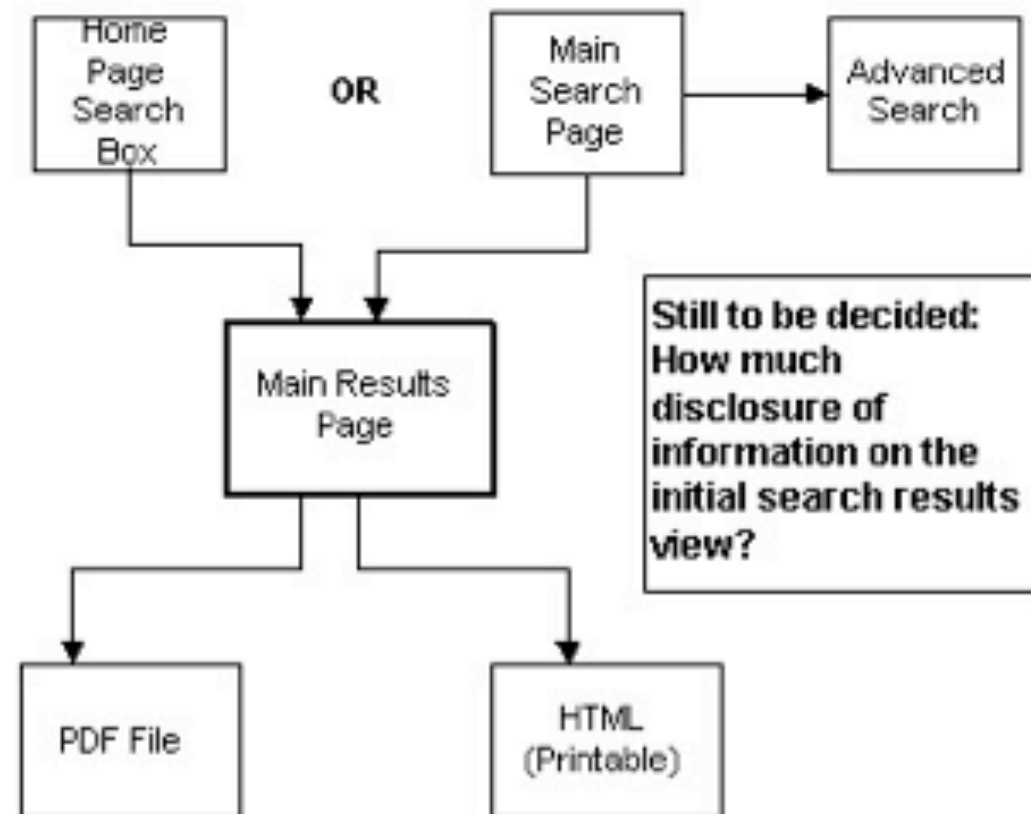 Home
Page
Search
Box
OR
Main
Search
Page
Advanced
Search
Main Results
Page
Still to be decided:
How much
disclosure of
information on the
initial search results
view?
PDF File
HTML
(Printable)